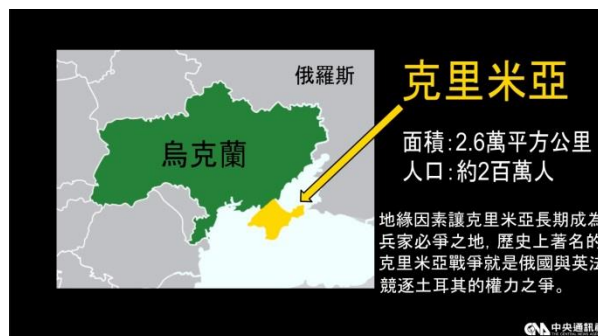 俄羅斯
烏克蘭
克里米亞
面積:2.6萬平方公里
人口:約2百萬人
地緣因素讓克里米亞長期成為
兵家必爭之地,歷史上著名的
克里米亞戰爭就是俄國與英法
競逐土耳其的權力之爭。
CNA 中央通訊社